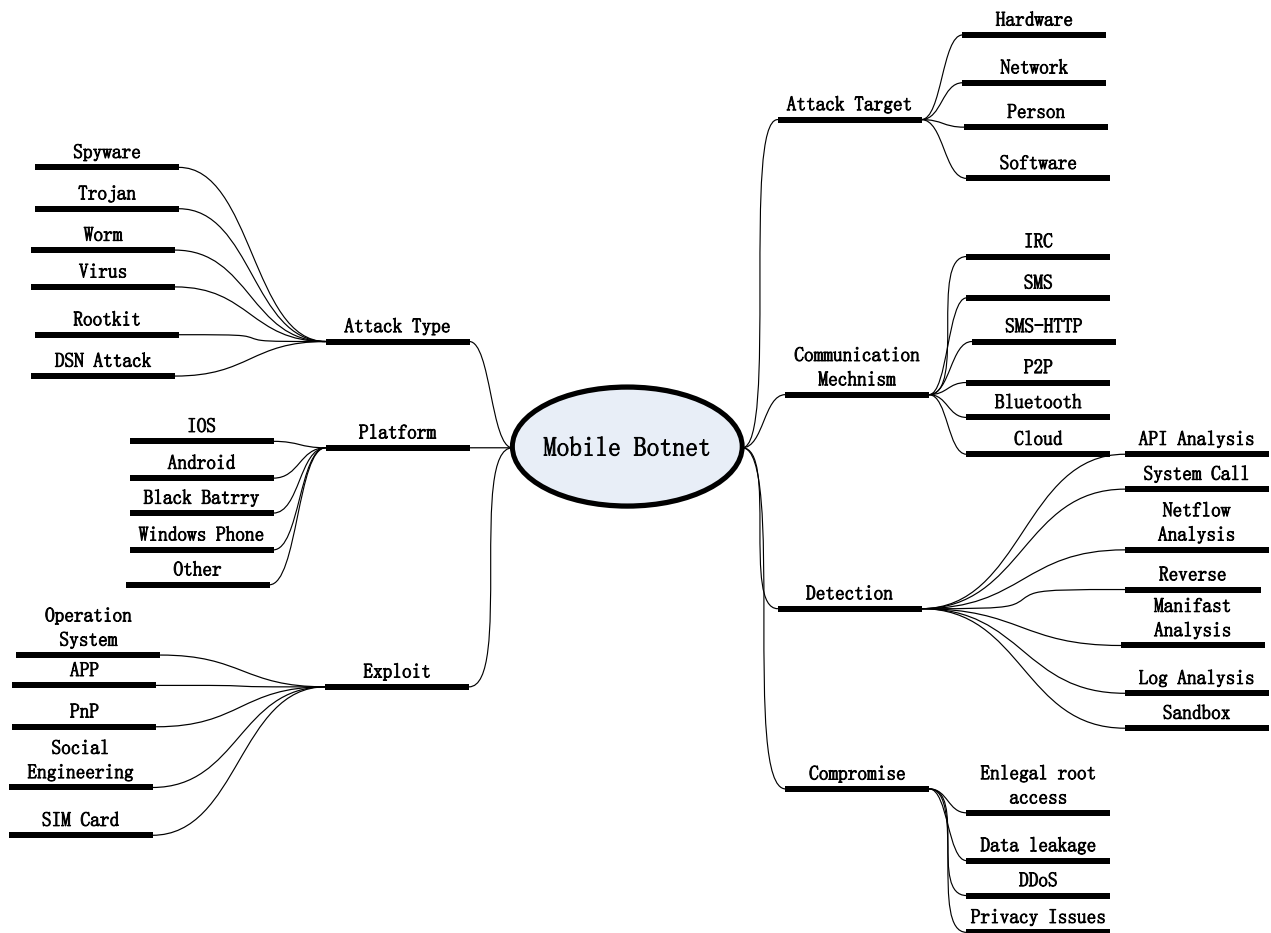 Mobile Botnet
Attack Type
Spyware
Trojan
Worm
Virus
Rootkit
DSN Attack
Platform
IOS
Android
Black Batrry
Windows Phone
Other
Exploit
Operation
System
APP
PnP
Social
Engineering
SIM Card
Attack Target
Hardware
Network
Person
Software
Communication
Mechnism
IRC
SMS
SMS-HTTP
P2P
Bluetooth
Cloud
Detection
API Analysis
System Call
Netflow
Analysis
Reverse
Manifast
Analysis
Log Analysis
Sandbox
Compromise
Enlegal root
access
Data leakage
DDoS
Privacy Issues